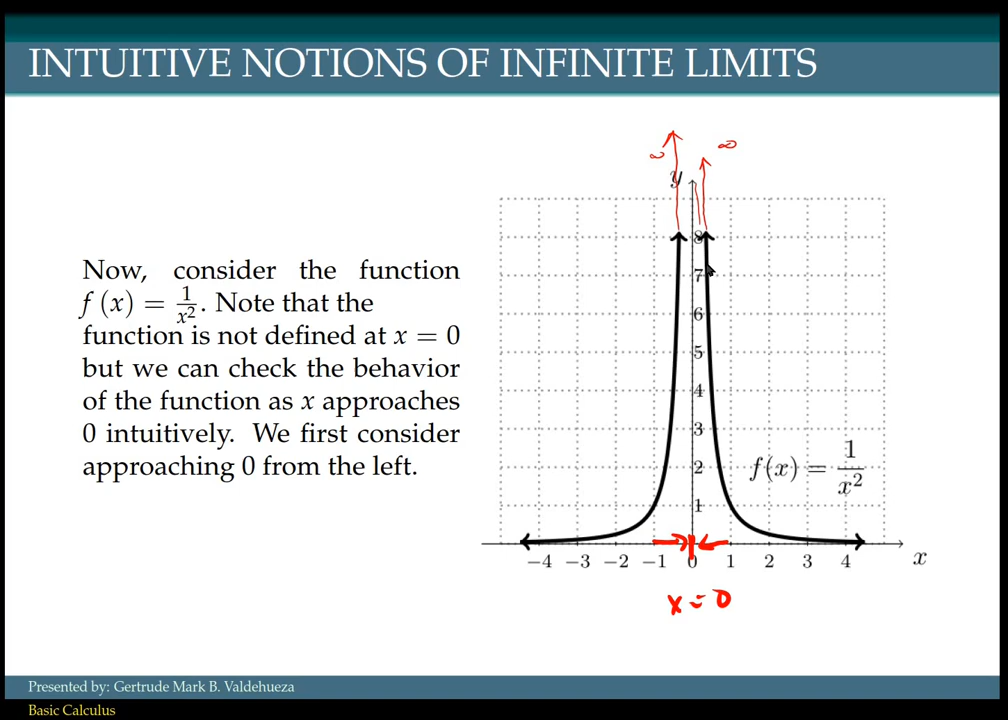 INTUITIVE NOTIONS OF INFINITE LIMITS
Now, consider the function
f (x) = 1/x². Note that the
function is not defined at x = 0
but we can check the behavior
of the function as x approaches
0 intuitively. We first consider
approaching 0 from the left.
∞ ∞
y
8
7
6
5
4
3
2
1
f(x) = 1/x²
−4 −3 −2 −1 0 1 2 3 4 x
x = 0
Presented by: Gertrude Mark B. Valdehueza
Basic Calculus